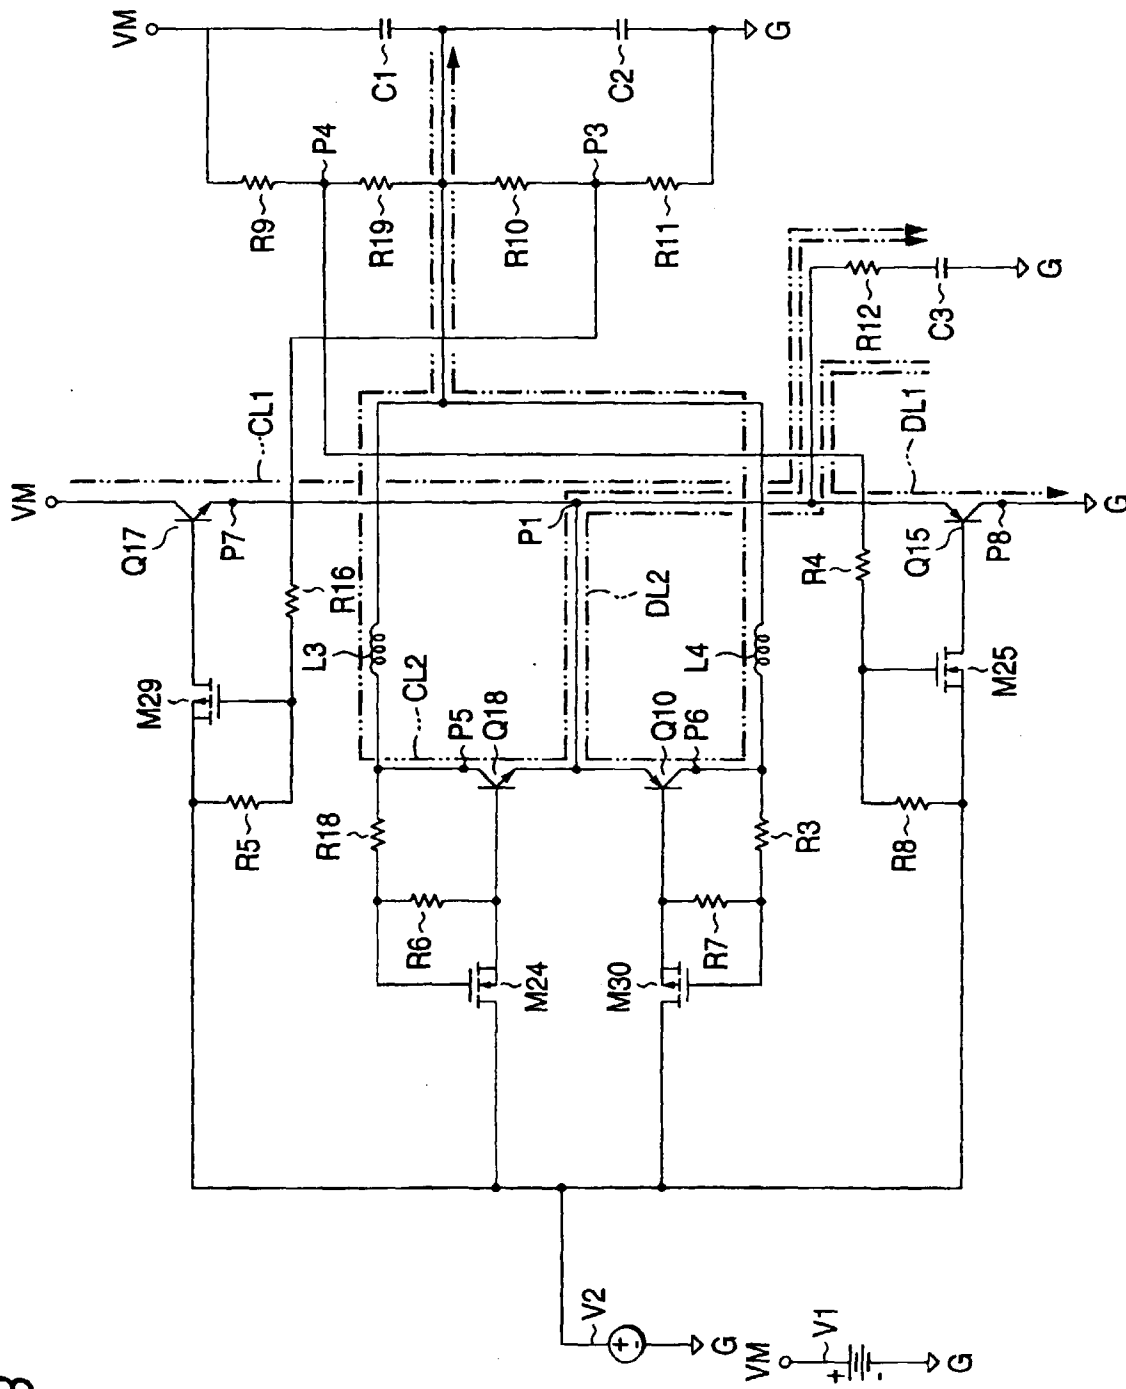 VM
C1
C2
G
R9
P4
R19
R10
P3
R11
R12
C3
G
CL1
DL1
VM
Q17
P7
P1
R4
Q15
P8
G
R16
L3
DL2
L4
M29
CL2
P5
Q18
Q10
P6
M25
R5
R18
R3
R8
R6
R7
M24
M30
V2
+
-
G
VM
V1
+
-
G